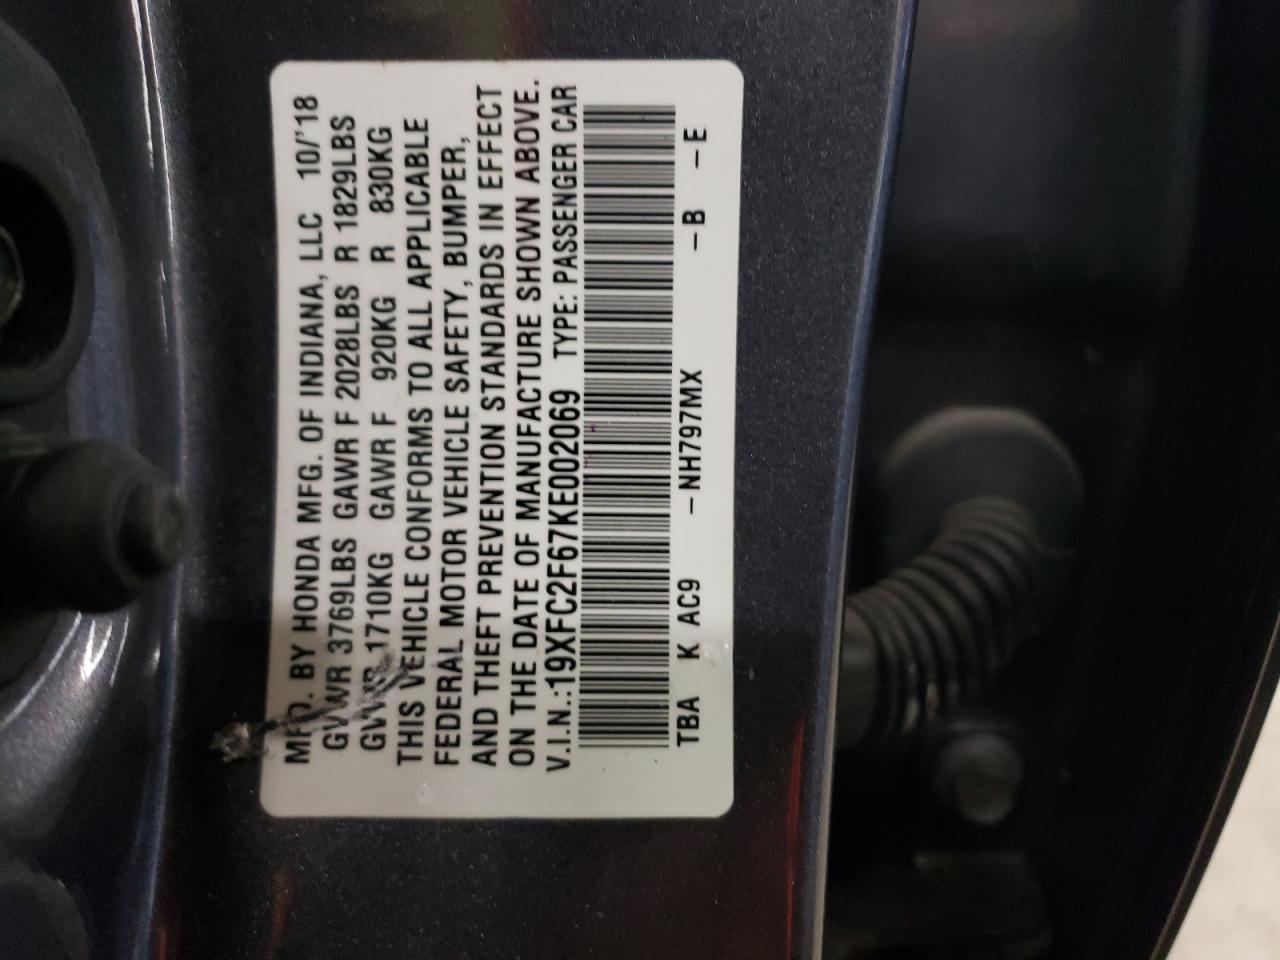 MFD. BY HONDA MFG. OF INDIANA, LLC 10/'18
GVWR 3769LBS GAWR F 2028LBS R 1829LBS
GVWR 1710KG GAWR F 920KG R 830KG
THIS VEHICLE CONFORMS TO ALL APPLICABLE
FEDERAL MOTOR VEHICLE SAFETY, BUMPER,
AND THEFT PREVENTION STANDARDS IN EFFECT
ON THE DATE OF MANUFACTURE SHOWN ABOVE.
V.I.N.:19XFC2F67KE002069 TYPE: PASSENGER CAR
TBA K AC9 -NH797MX -B -E